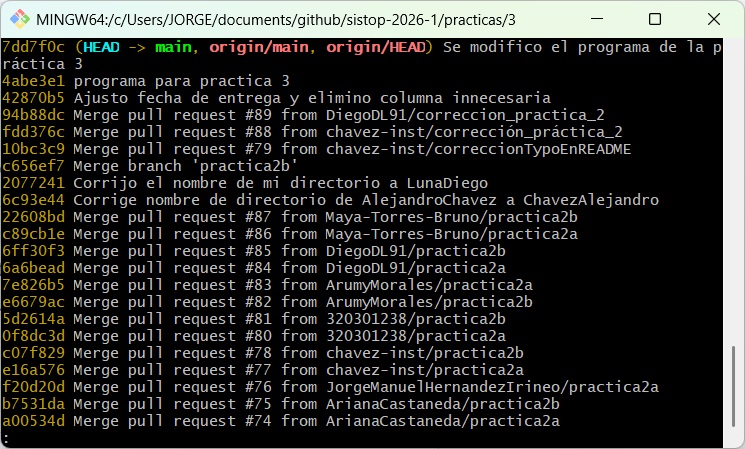 MINGW64:/c/Users/JORGE/documents/github/sistop-2026-1/practicas/3
7dd7f0c (HEAD -> main, origin/main, origin/HEAD) Se modifico el programa de la p
ráctica 3
4abe3e1 programa para practica 3
42870b5 Ajusto fecha de entrega y elimino columna innecesaria
94b88dc Merge pull request #89 from DiegoDL91/correccion_practica_2
fdd376c Merge pull request #88 from chavez-inst/corrección_práctica_2
10bc3c9 Merge pull request #79 from chavez-inst/correccionTypoEnREADME
c656ef7 Merge branch 'practica2b'
2077241 Corrijo el nombre de mi directorio a LunaDiego
6c93e44 Corrige nombre de directorio de AlejandroChavez a ChavezAlejandro
22608bd Merge pull request #87 from Maya-Torres-Bruno/practica2b
c89cb1e Merge pull request #86 from Maya-Torres-Bruno/practica2a
6ff30f3 Merge pull request #85 from DiegoDL91/practica2b
6a6bead Merge pull request #84 from DiegoDL91/practica2a
7e826b5 Merge pull request #83 from ArumyMorales/practica2a
e6679ac Merge pull request #82 from ArumyMorales/practica2b
5d2614a Merge pull request #81 from 320301238/practica2b
0f8dc3d Merge pull request #80 from 320301238/practica2a
c07f829 Merge pull request #78 from chavez-inst/practica2b
e16a576 Merge pull request #77 from chavez-inst/practica2a
f20d20d Merge pull request #76 from JorgeManuelHernandezIrineo/practica2a
b7531da Merge pull request #75 from ArianaCastaneda/practica2b
a00534d Merge pull request #74 from ArianaCastaneda/practica2a
: